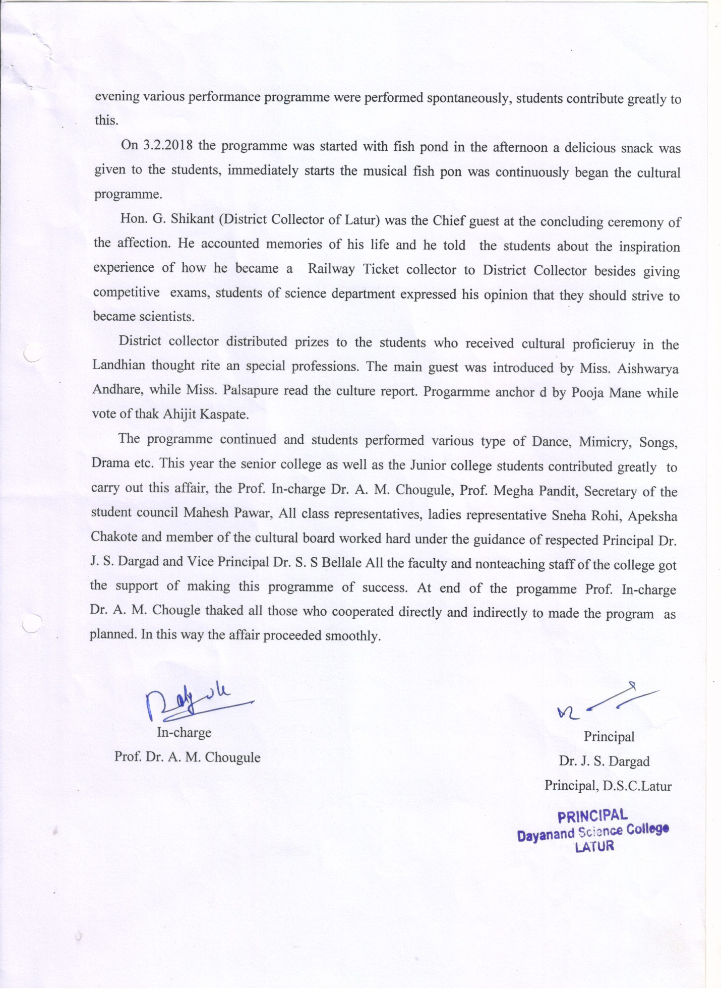 evening various performance programme were performed spontaneously, students contribute greatly to
this.
On 3.2.2018 the programme was started with fish pond in the afternoon a delicious snack was
given to the students, immediately starts the musical fish pon was continuously began the cultural
programme.
Hon. G. Shikant (District Collector of Latur) was the Chief guest at the concluding ceremony of
the affection. He accounted memories of his life and he told the students about the inspiration
experience of how he became a Railway Ticket collector to District Collector besides giving
competitive exams, students of science department expressed his opinion that they should strive to
became scientists.
District collector distributed prizes to the students who received cultural proficieruy in the
Landhian thought rite an special professions. The main guest was introduced by Miss. Aishwarya
Andhare, while Miss. Palsapure read the culture report. Progarmme anchor d by Pooja Mane while
vote of thak Ahijit Kaspate.
The programme continued and students performed various type of Dance, Mimicry, Songs,
Drama etc. This year the senior college as well as the Junior college students contributed greatly to
carry out this affair, the Prof. In-charge Dr. A. M. Chougule, Prof. Megha Pandit, Secretary of the
student council Mahesh Pawar, All class representatives, ladies representative Sneha Rohi, Apeksha
Chakote and member of the cultural board worked hard under the guidance of respected Principal Dr.
J. S. Dargad and Vice Principal Dr. S. S Bellale All the faculty and nonteaching staff of the college got
the support of making this programme of success. At end of the progamme Prof. In-charge
Dr. A. M. Chougle thaked all those who cooperated directly and indirectly to made the program as
planned. In this way the affair proceeded smoothly.
In-charge
Prof. Dr. A. M. Chougule
Principal
Dr. J. S. Dargad
Principal, D.S.C.Latur
PRINCIPAL
Dayanand Science College
LATUR